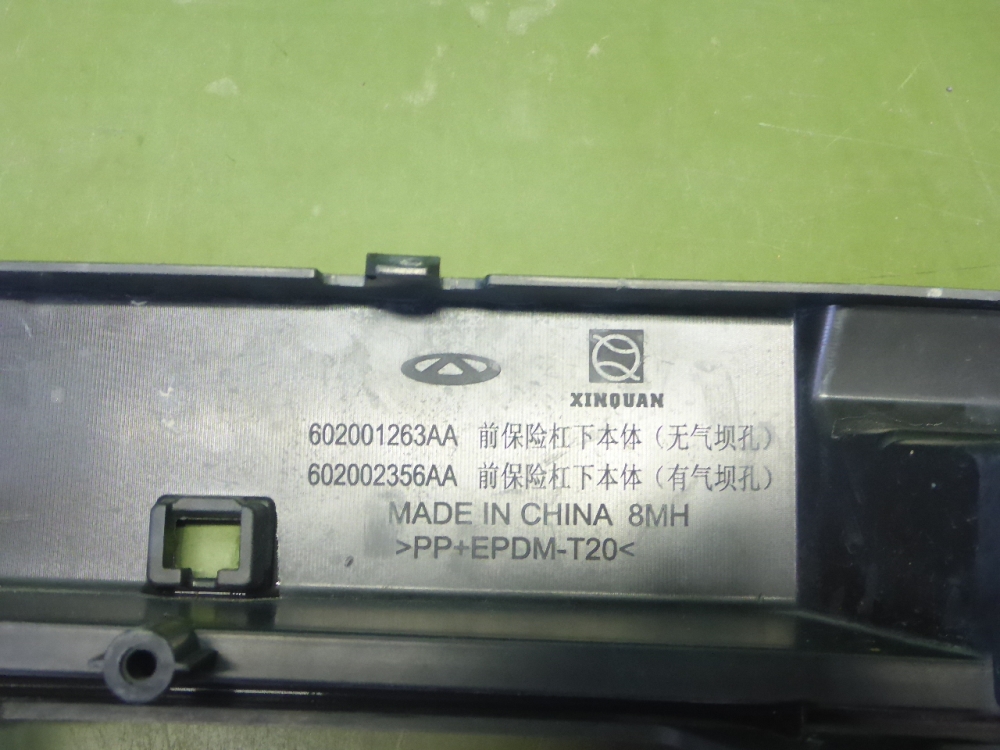 XINQUAN
602001263AA 前保险杠下本体（无气坝孔）
602002356AA 前保险杠下本体（有气坝孔）
MADE IN CHINA 8MH
>PP+EPDM-T20<